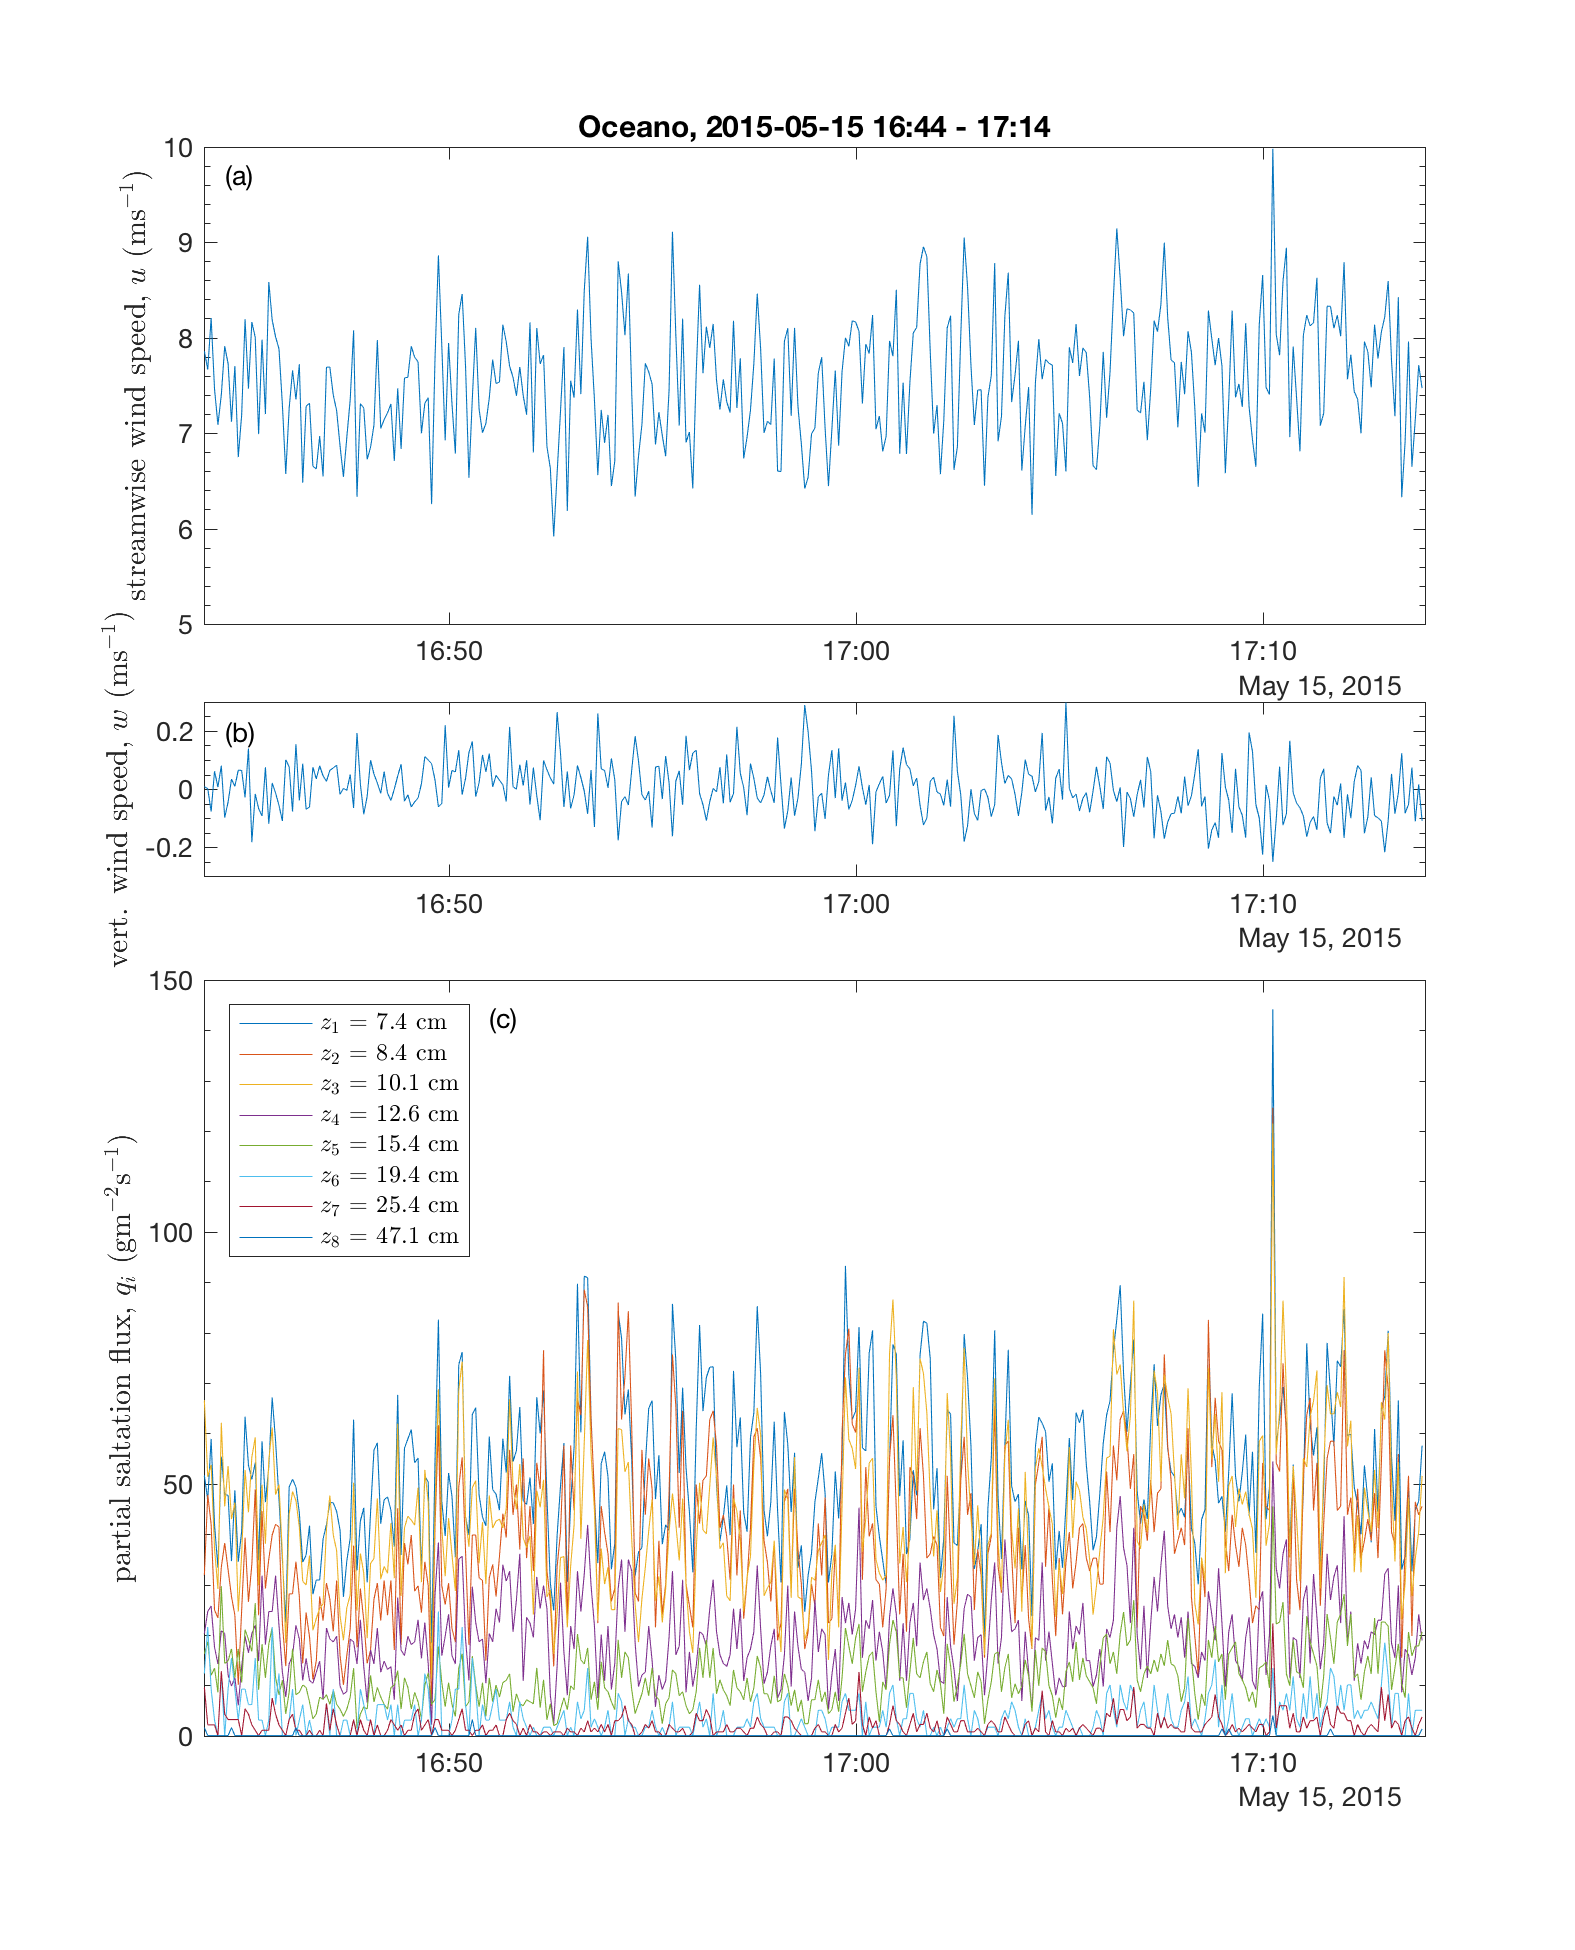 Oceano, 2015-05-15 16:44 - 17:14
(a)
streamwise wind speed, u (ms⁻¹)
10
9
8
7
6
5
16:50 17:00 17:10
May 15, 2015
(b)
vert. wind speed, w (ms⁻¹)
0.2
0
-0.2
16:50 17:00 17:10
May 15, 2015
(c)
partial saltation flux, qᵢ (gm⁻²s⁻¹)
150
100
50
0
z₁ = 7.4 cm
z₂ = 8.4 cm
z₃ = 10.1 cm
z₄ = 12.6 cm
z₅ = 15.4 cm
z₆ = 19.4 cm
z₇ = 25.4 cm
z₈ = 47.1 cm
16:50 17:00 17:10
May 15, 2015